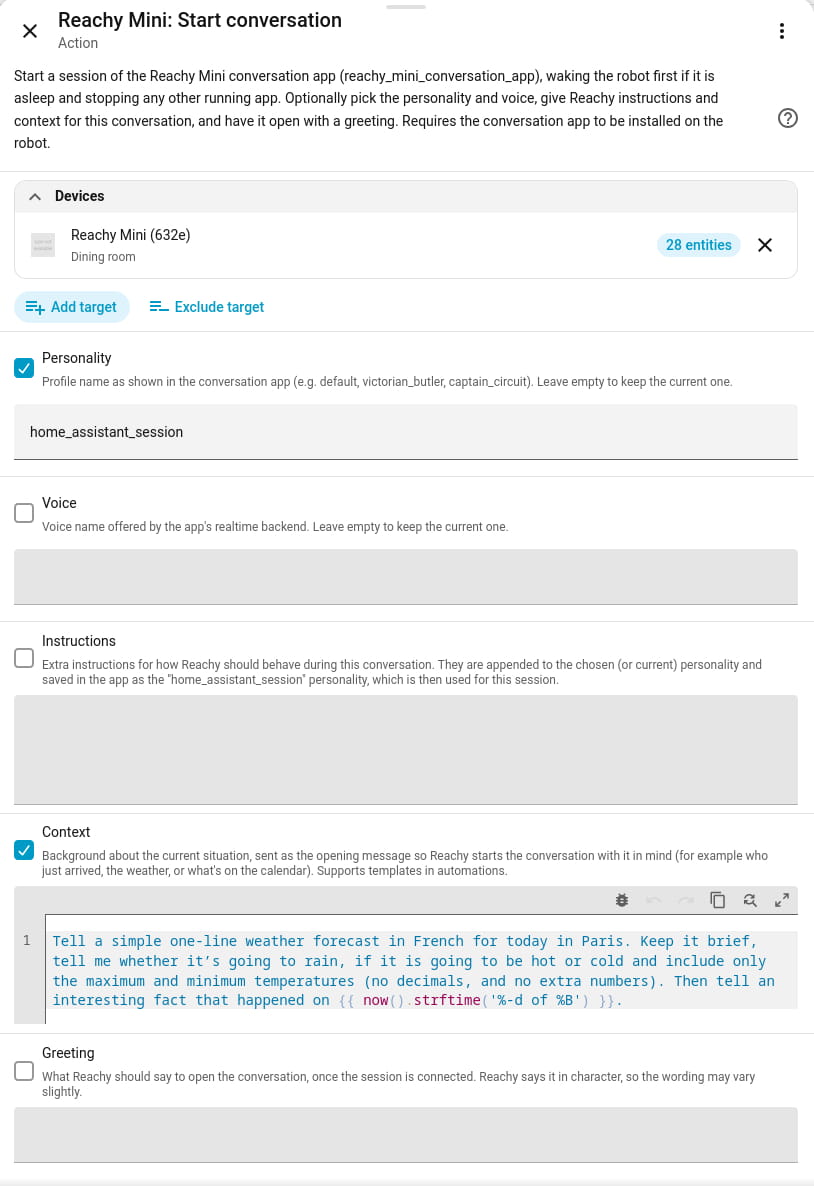 Reachy Mini: Start conversation
Action
Start a session of the Reachy Mini conversation app (reachy_mini_conversation_app), waking the robot first if it is
asleep and stopping any other running app. Optionally pick the personality and voice, give Reachy instructions and
context for this conversation, and have it open with a greeting. Requires the conversation app to be installed on the
robot.
Devices
Reachy Mini (632e)
Dining room
28 entities
Add target
Exclude target
Personality
Profile name as shown in the conversation app (e.g. default, victorian_butler, captain_circuit). Leave empty to keep the current one.
home_assistant_session
Voice
Voice name offered by the app's realtime backend. Leave empty to keep the current one.
Instructions
Extra instructions for how Reachy should behave during this conversation. They are appended to the chosen (or current) personality and
saved in the app as the "home_assistant_session" personality, which is then used for this session.
Context
Background about the current situation, sent as the opening message so Reachy starts the conversation with it in mind (for example who
just arrived, the weather, or what's on the calendar). Supports templates in automations.
1
Tell a simple one-line weather forecast in French for today in Paris. Keep it brief,
tell me whether it’s going to rain, if it is going to be hot or cold and include only
the maximum and minimum temperatures (no decimals, and no extra numbers). Then tell an
interesting fact that happened on {{ now().strftime('%-d of %B') }}.
Greeting
What Reachy should say to open the conversation, once the session is connected. Reachy says it in character, so the wording may vary
slightly.